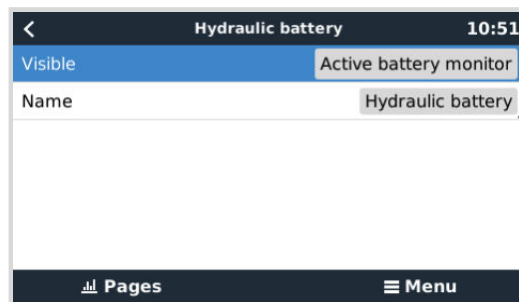 Hydraulic battery 10:51
Visible Active battery monitor
Name Hydraulic battery
Pages Menu